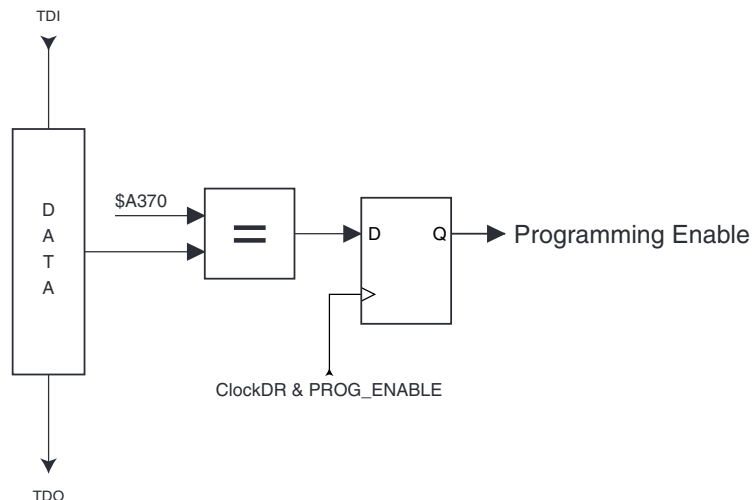 TDI
D
A
T
A
$A370
=
D
Q
Programming Enable
ClockDR & PROG_ENABLE
TDO